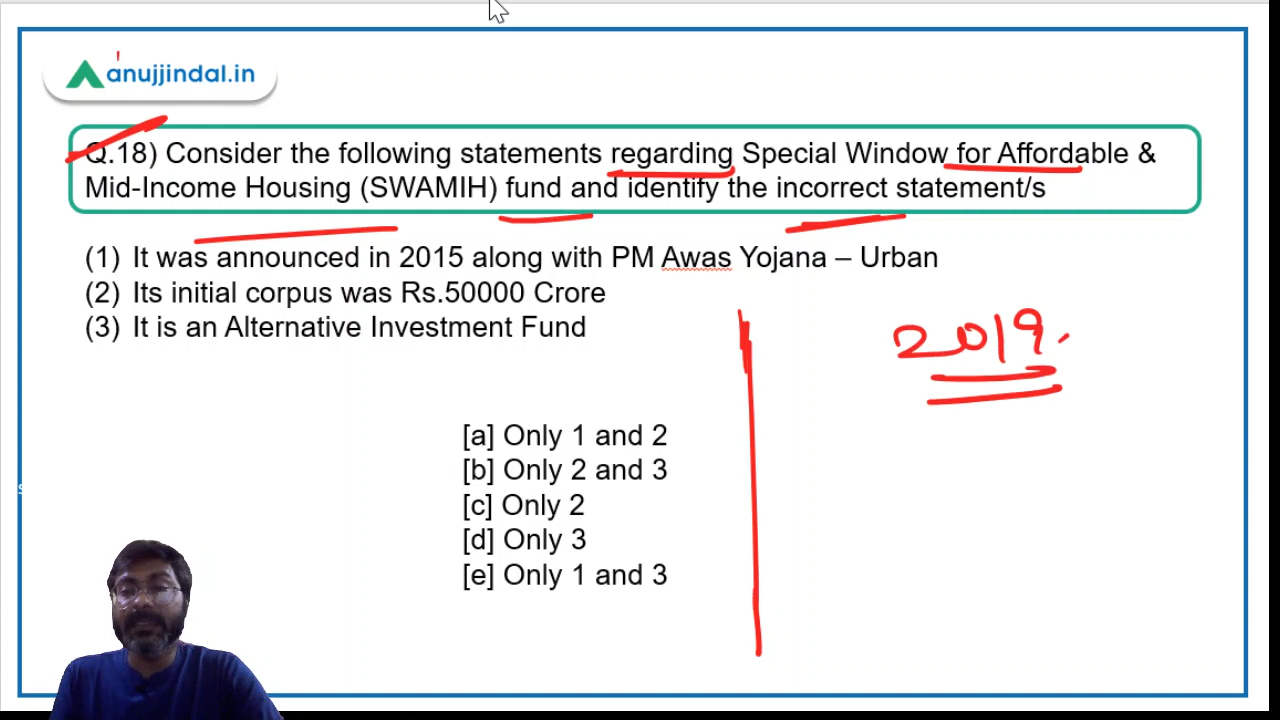 anujjindal.in
Q.18) Consider the following statements regarding Special Window for Affordable &
Mid-Income Housing (SWAMIH) fund and identify the incorrect statement/s
(1) It was announced in 2015 along with PM Awas Yojana – Urban
(2) Its initial corpus was Rs.50000 Crore
(3) It is an Alternative Investment Fund
2019.
[a] Only 1 and 2
[b] Only 2 and 3
[c] Only 2
[d] Only 3
[e] Only 1 and 3